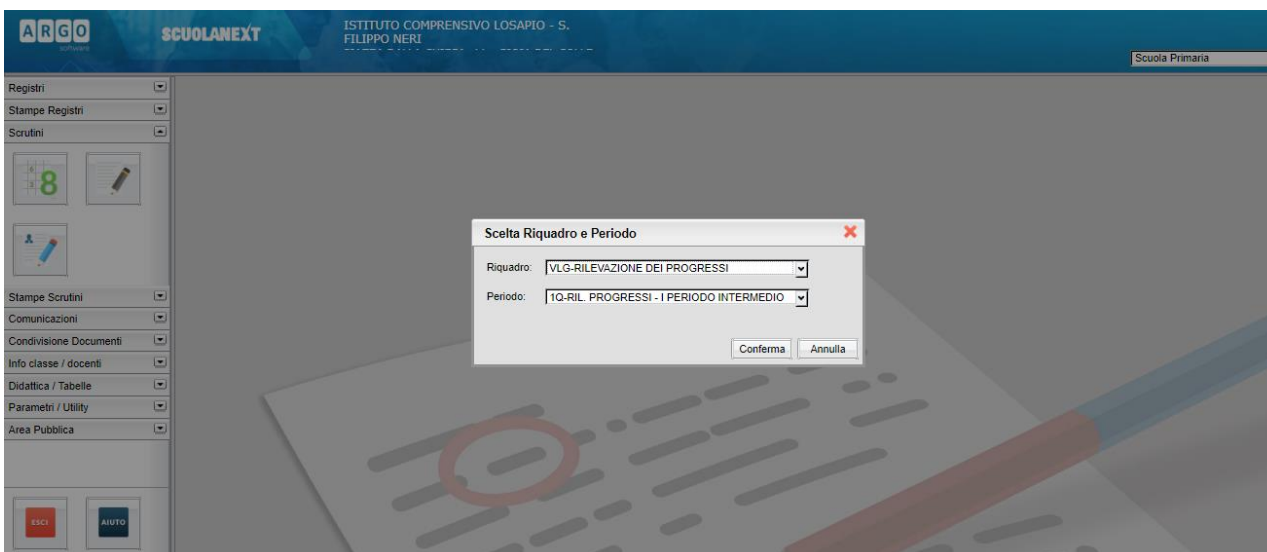 ARGO
software
SCUOLANEXT
ISTITUTO COMPRENSIVO LOSAPIO - S.
FILIPPO NERI
Scuola Primaria
Registri
Stampe Registri
Scrutini
8
Scelta Riquadro e Periodo
Riquadro: VLG-RILEVAZIONE DEI PROGRESSI
Periodo: 1Q-RIL. PROGRESSI - I PERIODO INTERMEDIO
Conferma Annulla
Stampe Scrutini
Comunicazioni
Condivisione Documenti
Info classe / docenti
Didattica / Tabelle
Parametri / Utility
Area Pubblica
ESCI
AIUTO